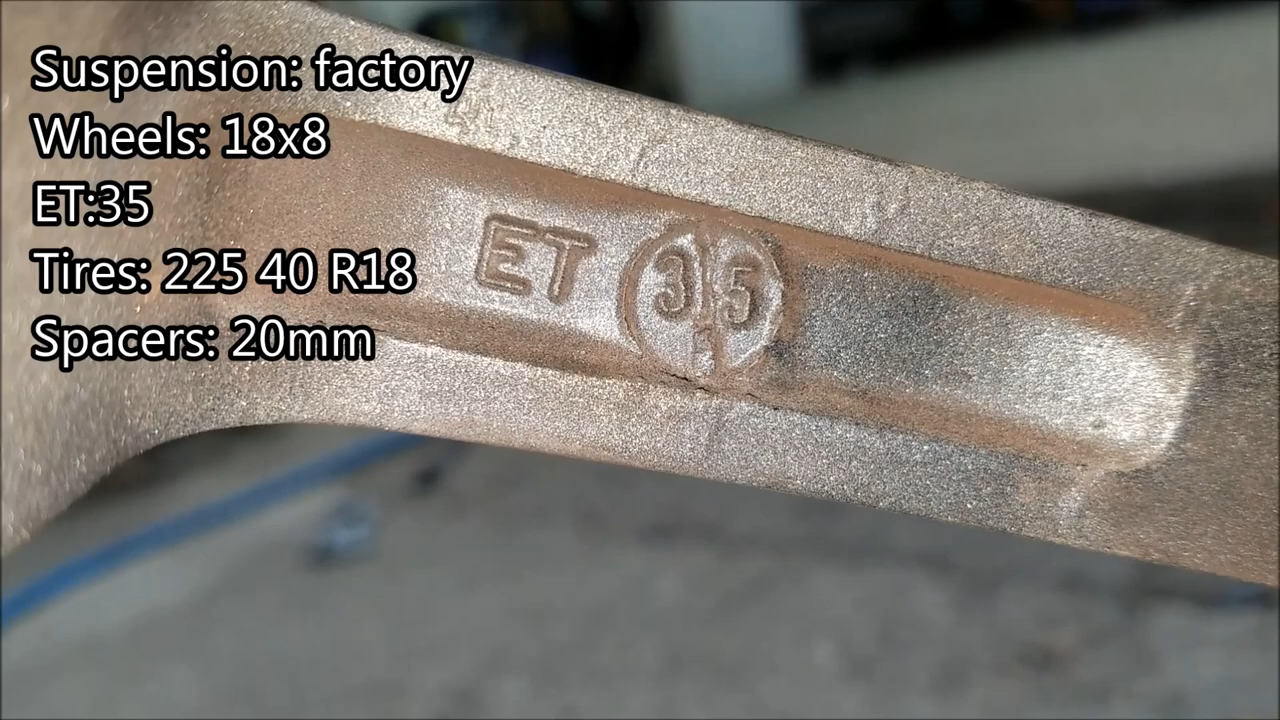 Suspension: factory
Wheels: 18x8
ET:35
Tires: 225 40 R18
Spacers: 20mm
ET 35